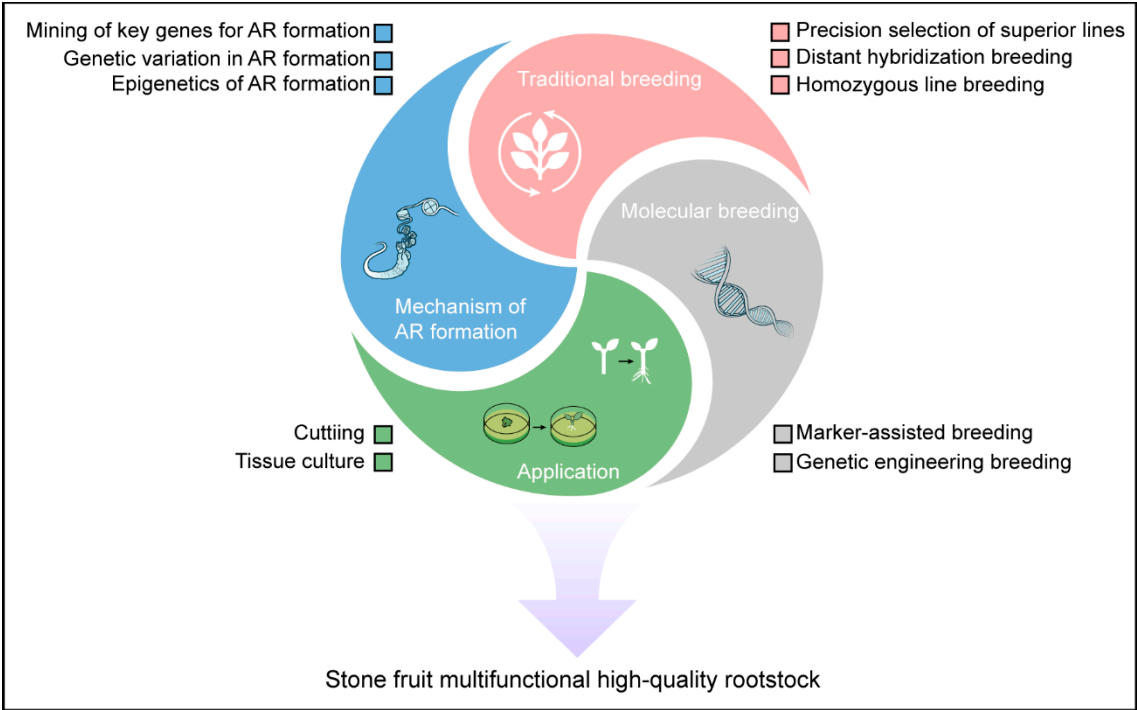 Mining of key genes for AR formation
Genetic variation in AR formation
Epigenetics of AR formation
Precision selection of superior lines
Distant hybridization breeding
Homozygous line breeding
Traditional breeding
Molecular breeding
Mechanism of
AR formation
Application
Cuttiing
Tissue culture
Marker-assisted breeding
Genetic engineering breeding
Stone fruit multifunctional high-quality rootstock